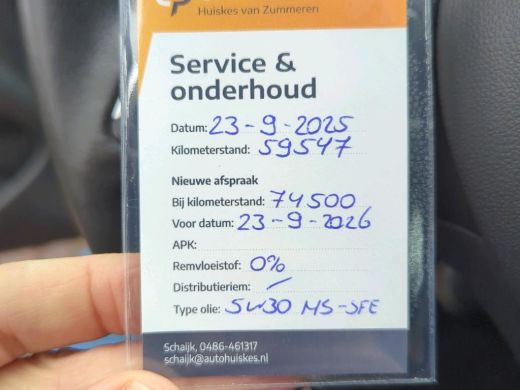 Huiskes van Zummeren
Service &
onderhoud
Datum: 23-9-2025
Kilometerstand: 59547
Nieuwe afspraak
Bij kilometerstand: 74500
Voor datum: 23-9-2026
APK:
Remvloeistof: 0%
Distributieriem: /
Type olie: 5W30 MS-SFE
Schaijk, 0486-461317
schaijk@autohuiskes.nl